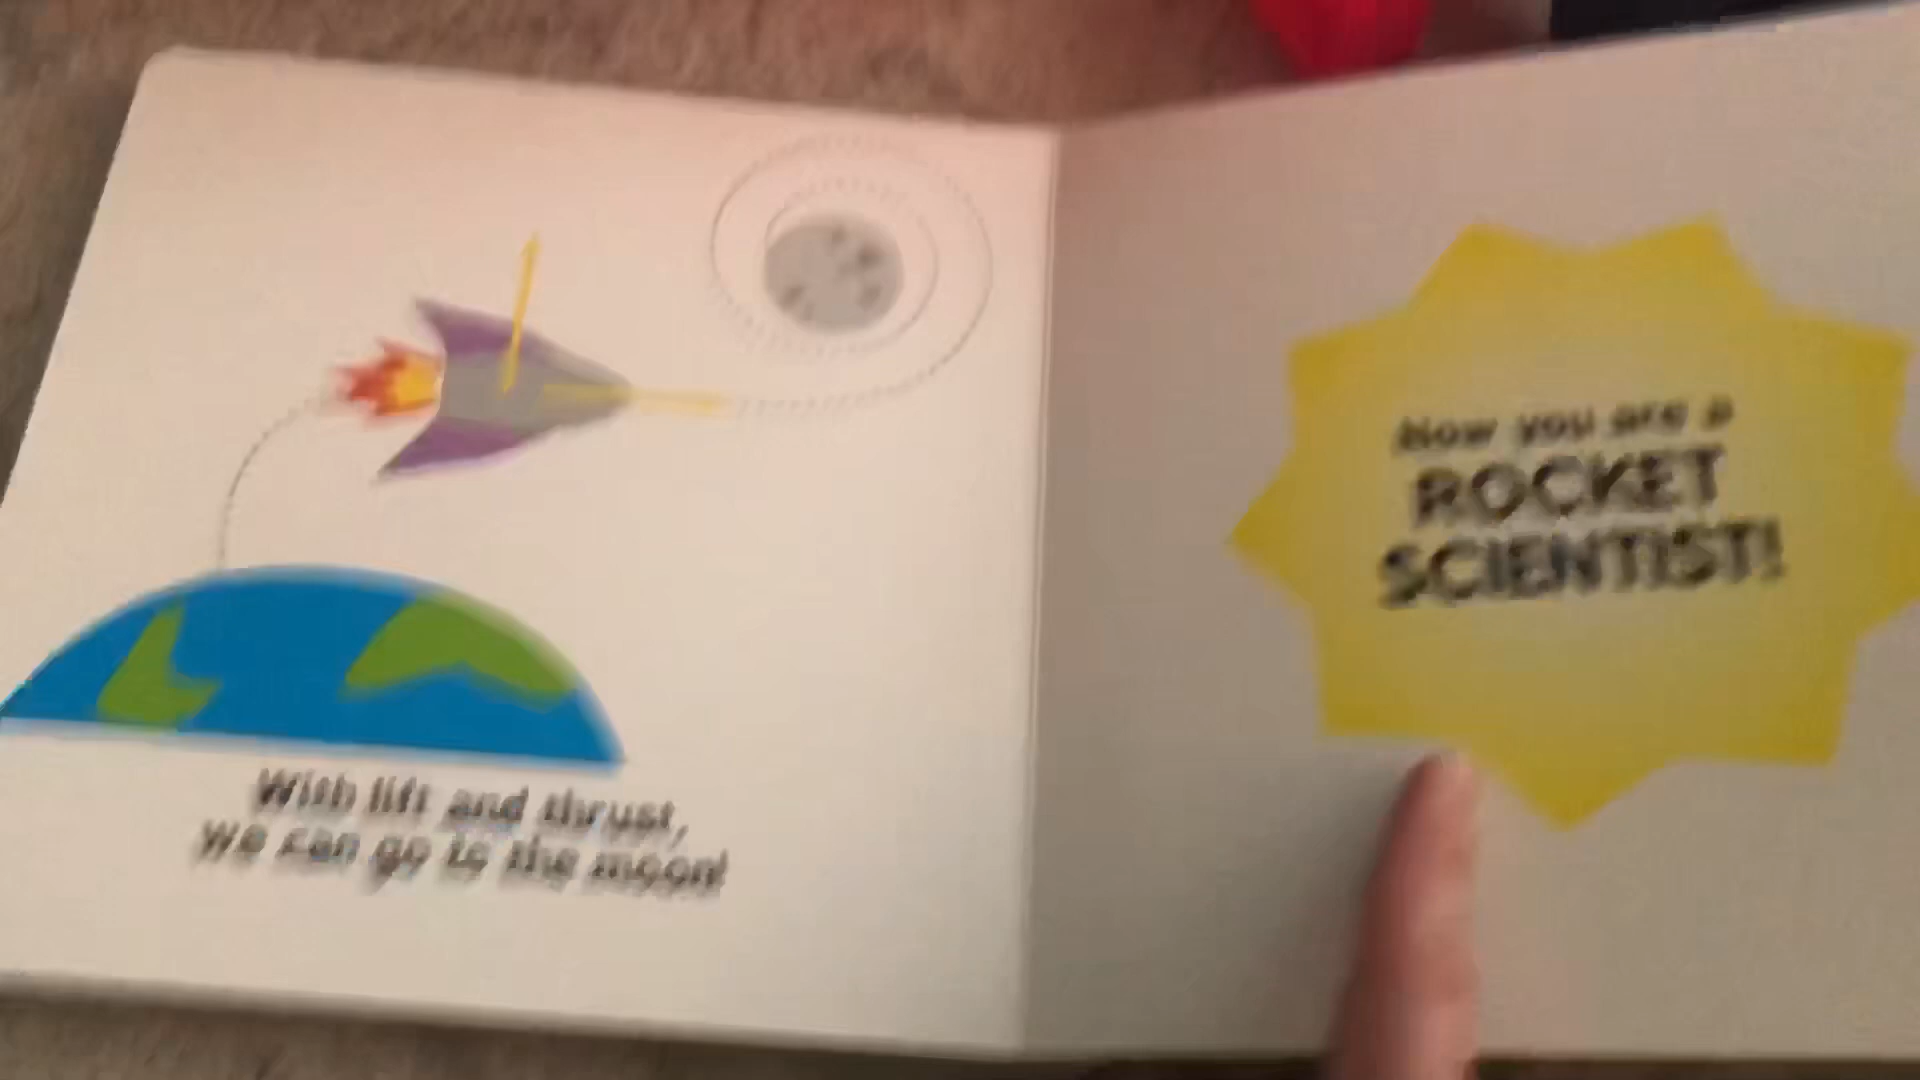 With lift and thrust,
we can go to the moon!
Now you are a
ROCKET
SCIENTIST!